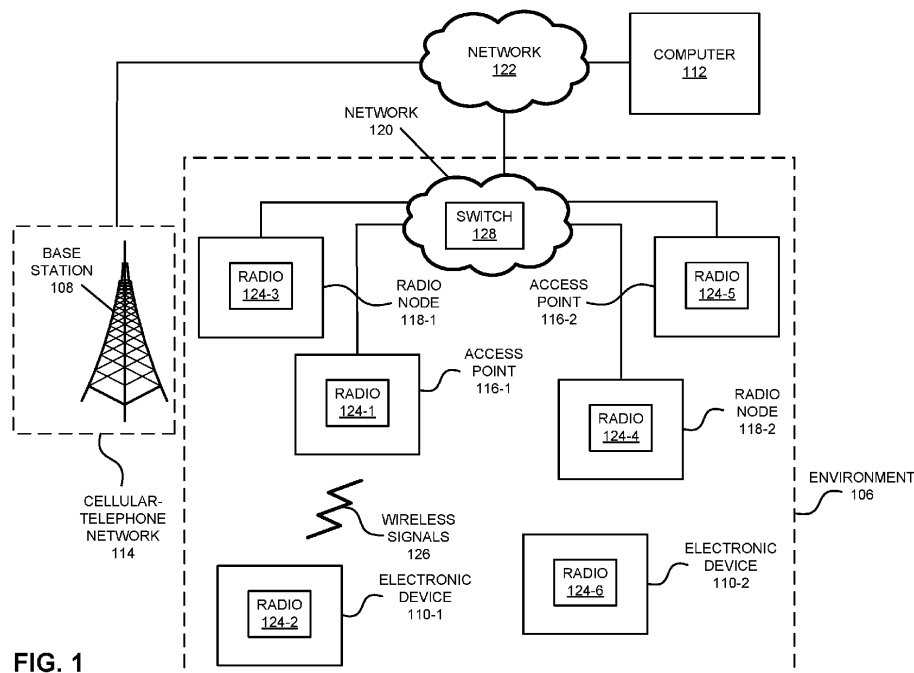 NETWORK
122
COMPUTER
112
NETWORK
120
SWITCH
128
BASE
STATION
108
RADIO
124-3
RADIO
NODE
118-1
ACCESS
POINT
116-2
RADIO
124-5
RADIO
124-1
ACCESS
POINT
116-1
RADIO
124-4
RADIO
NODE
118-2
CELLULAR-
TELEPHONE
NETWORK
114
ENVIRONMENT
106
WIRELESS
SIGNALS
126
RADIO
124-2
ELECTRONIC
DEVICE
110-1
RADIO
124-6
ELECTRONIC
DEVICE
110-2
FIG. 1